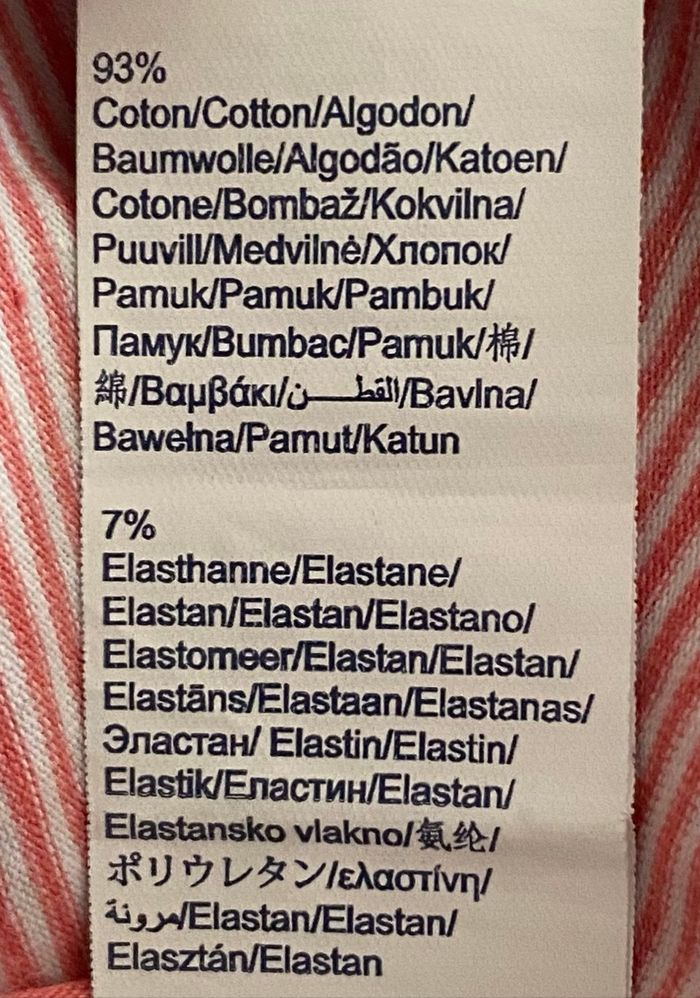 93%
Coton/Cotton/Algodon/
Baumwolle/Algodão/Katoen/
Cotone/Bombaž/Kokvilna/
Puuvill/Medvilnė/Хлопок/
Pamuk/Pamuk/Pambuk/
Памук/Bumbac/Pamuk/棉/
綿/Βαμβάκι/القطـــن/Bavlna/
Bawełna/Pamut/Katun
7%
Elasthanne/Elastane/
Elastan/Elastan/Elastano/
Elastomeer/Elastan/Elastan/
Elastāns/Elastaan/Elastanas/
Эластан/ Elastin/Elastin/
Elastik/Еластин/Elastan/
Elastansko vlakno/氨纶/
ポリウレタン/ελαστίνη/
مرونة/Elastan/Elastan/
Elasztán/Elastan